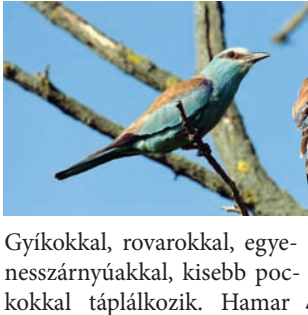 Gyíkokkal, rovarokkal, egye-
nesszárnyúakkal, kisebb poc-
kokkal táplálkozik. Hamar